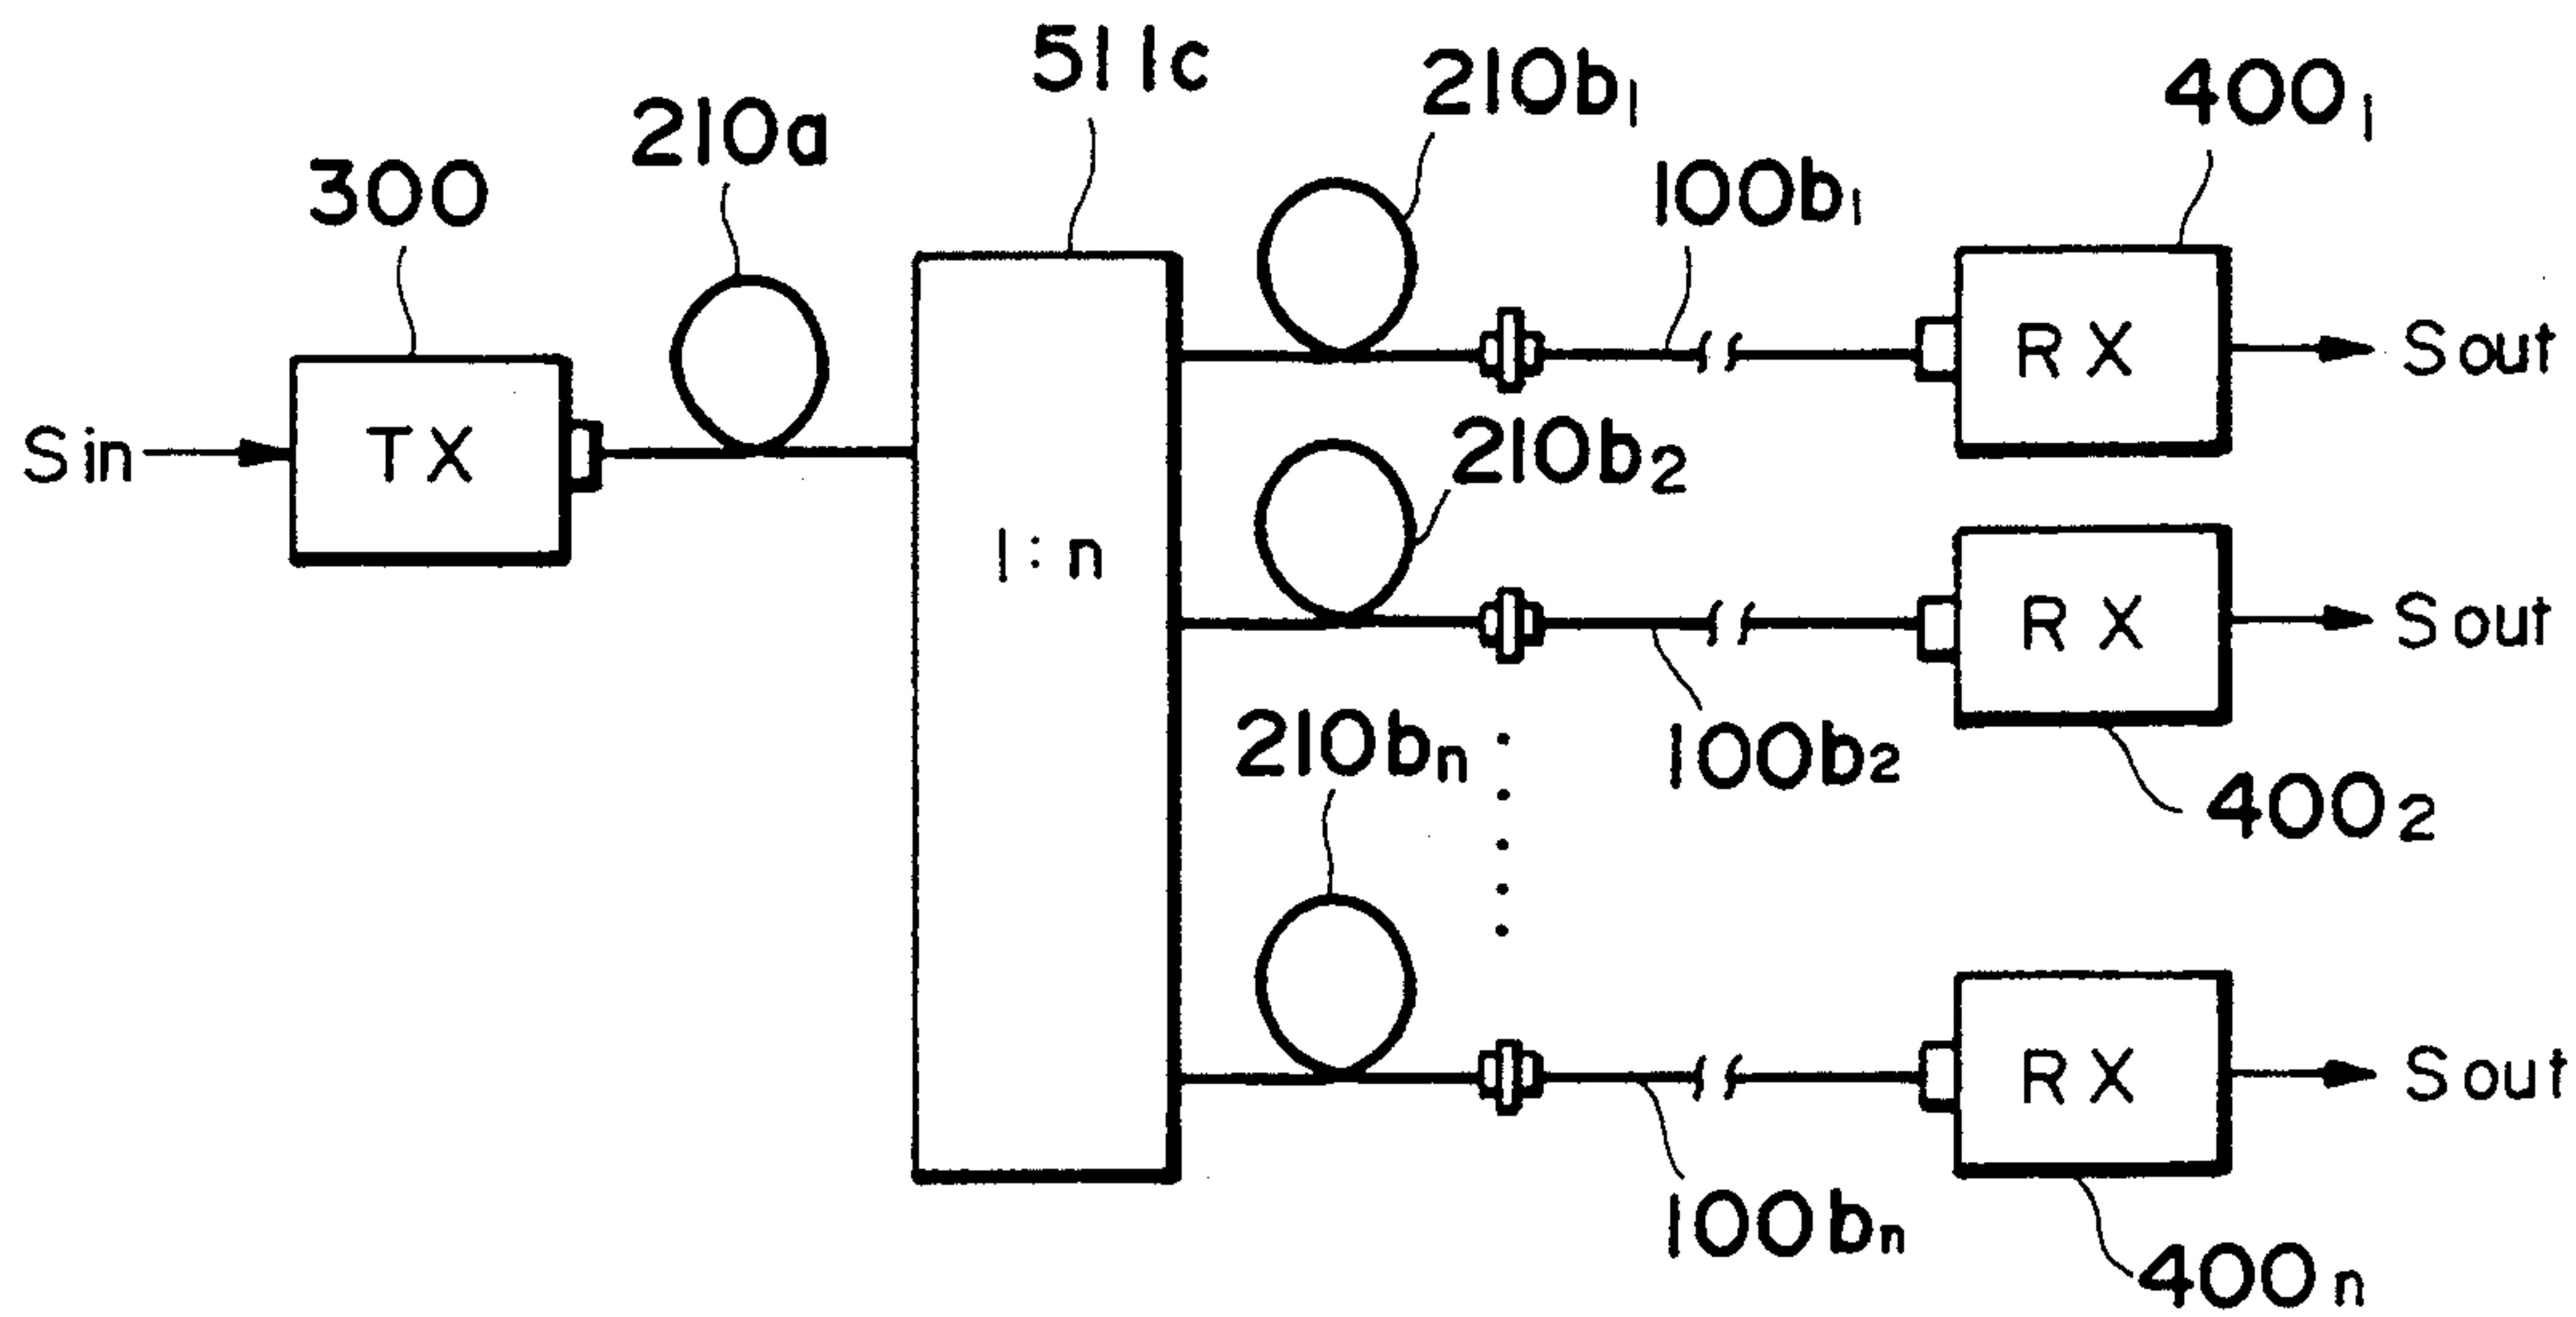 511c
210b₁
400₁
210a
300
100b₁
Sin
TX
RX
Sout
210b₂
1:n
RX
Sout
210bₙ
100b₂
400₂
RX
Sout
100bₙ
400ₙ